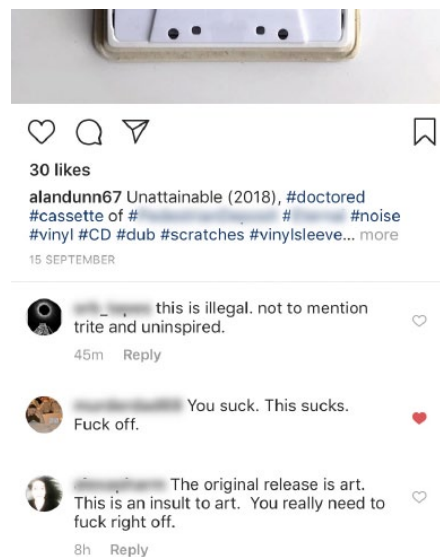 30 likes
alandunn67 Unattainable (2018), #doctored
#cassette of # # #noise
#vinyl #CD #dub #scratches #vinylsleeve... more
15 SEPTEMBER
this is illegal. not to mention
trite and uninspired.
45m Reply
You suck. This sucks.
Fuck off.
The original release is art.
This is an insult to art. You really need to
fuck right off.
8h Reply